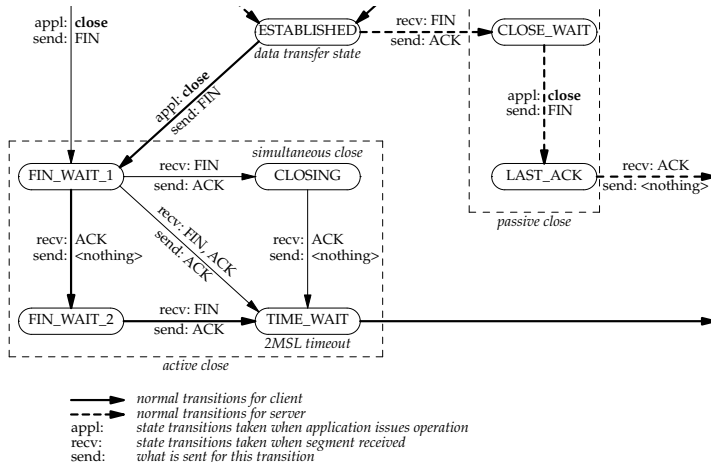 appl: close
send: FIN
ESTABLISHED
data transfer state
recv: FIN
send: ACK
CLOSE_WAIT
appl: close
send: FIN
appl: close
send: FIN
simultaneous close
FIN_WAIT_1
recv: FIN
send: ACK
CLOSING
LAST_ACK
recv: ACK
send: <nothing>
passive close
recv: ACK
send: <nothing>
recv: FIN, ACK
send: ACK
recv: ACK
send: <nothing>
FIN_WAIT_2
recv: FIN
send: ACK
TIME_WAIT
2MSL timeout
active close
normal transitions for client
normal transitions for server
appl: state transitions taken when application issues operation
recv: state transitions taken when segment received
send: what is sent for this transition